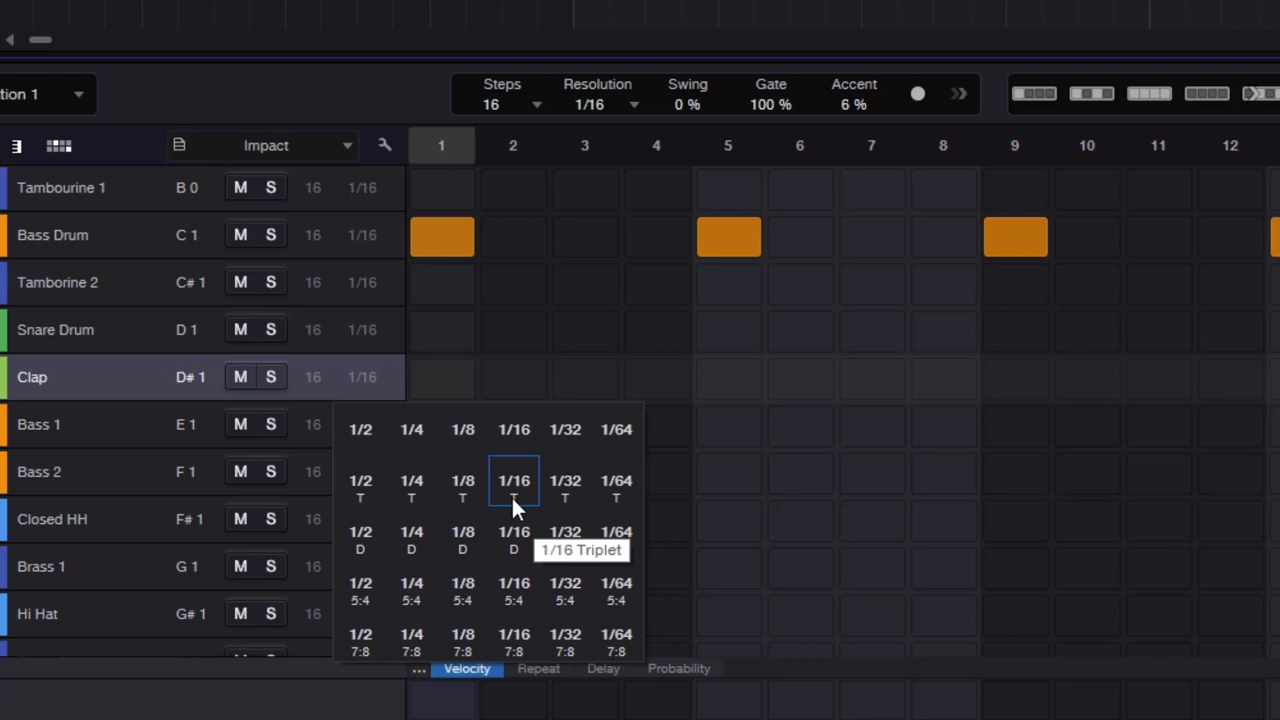 Steps Resolution Swing Gate Accent
tion 1 16 1/16 0 % 100 % 6 %
Impact 1 2 3 4 5 6 7 8 9 10 11 12
Tambourine 1 B 0 M S 16 1/16
Bass Drum C 1 M S 16 1/16
Tamborine 2 C# 1 M S 16 1/16
Snare Drum D 1 M S 16 1/16
Clap D# 1 M S 16 1/16
Bass 1 E 1 M S 16
Bass 2 F 1 M S 16
Closed HH F# 1 M S 16
Brass 1 G 1 M S 16
Hi Hat G# 1 M S 16
1/2 1/4 1/8 1/16 1/32 1/64
1/2 1/4 1/8 1/16 1/32 1/64
T T T T T T
1/2 1/4 1/8 1/16 1/32 1/64
D D D D
1/16 Triplet
1/2 1/4 1/8 1/16 1/32 1/64
5:4 5:4 5:4 5:4 5:4 5:4
1/2 1/4 1/8 1/16 1/32 1/64
7:8 7:8 7:8 7:8 7:8 7:8
... Velocity Repeat Delay Probability